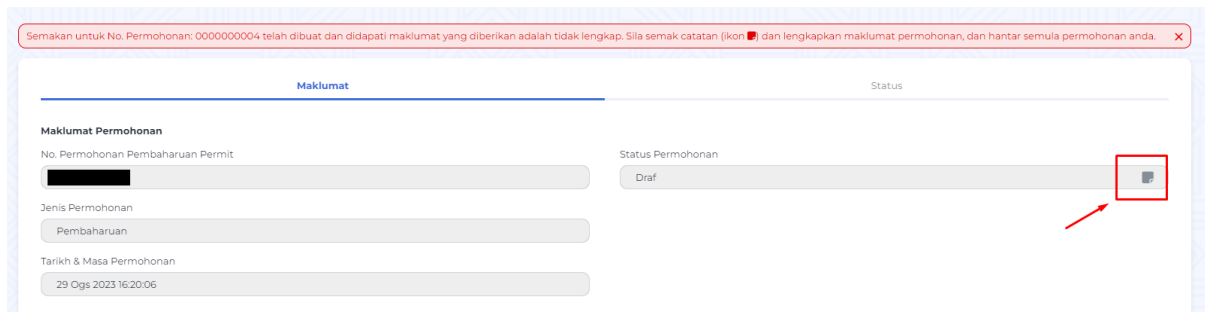 Semakan untuk No. Permohonan: 0000000004 telah dibuat dan didapati maklumat yang diberikan adalah tidak lengkap. Sila semak catatan (ikon ) dan lengkapkan maklumat permohonan, dan hantar semula permohonan anda.
Maklumat Status
Maklumat Permohonan
No. Permohonan Pembaharuan Permit Status Permohonan
Draf
Jenis Permohonan
Pembaharuan
Tarikh & Masa Permohonan
29 Ogs 2023 16:20:06